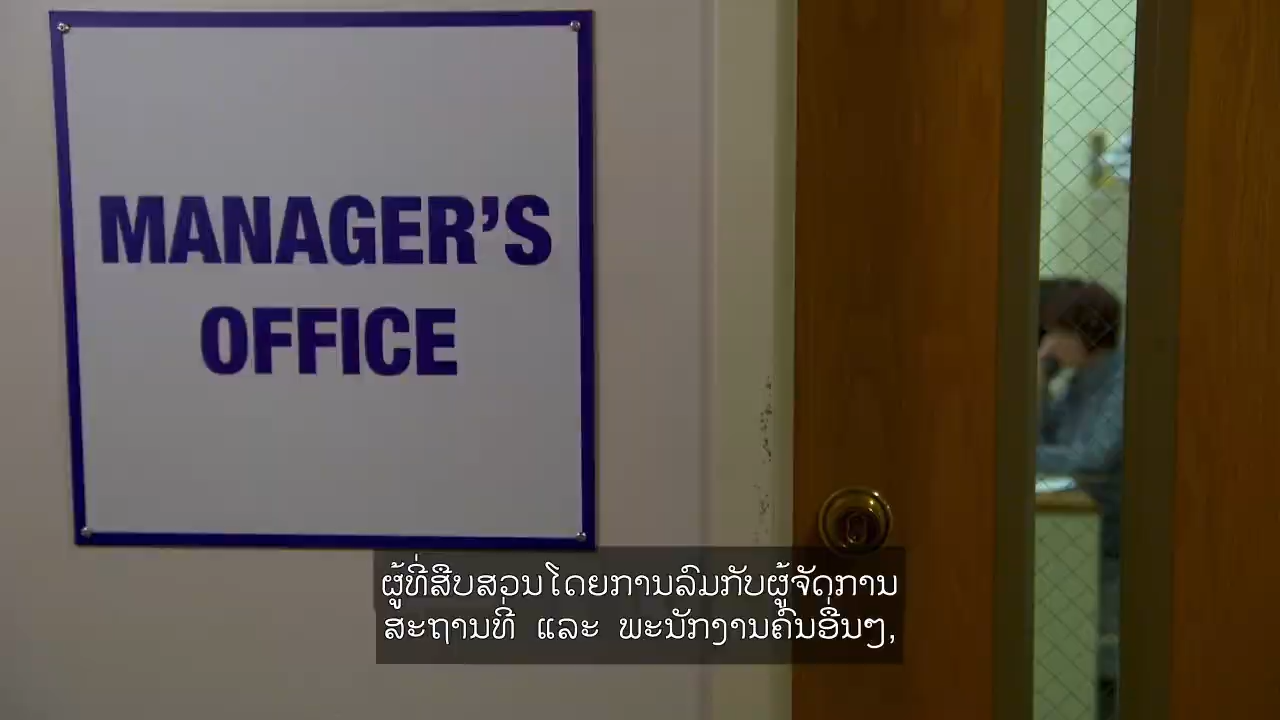 MANAGER’S
OFFICE
ຜູ້ທີ່ສືບສວນໂດຍການລົມກັບຜູ້ຈັດການ
ສະຖານທີ່ ແລະ ພະນັກງານຄົນອື່ນໆ,